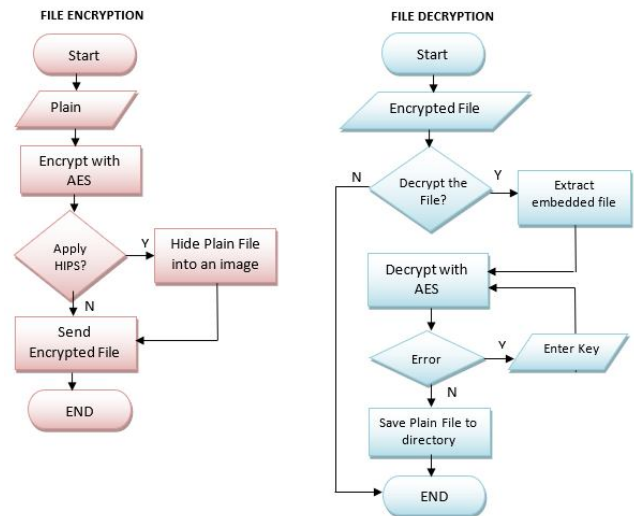 FILE ENCRYPTION
Start
Plain
Encrypt with
AES
Apply
HIPS?
Y
Hide Plain File
into an image
N
Send
Encrypted File
END
FILE DECRYPTION
Start
Encrypted File
N
Decrypt the
File?
Y
Extract
embedded file
Decrypt with
AES
Error
Y
Enter Key
N
Save Plain File to
directory
END